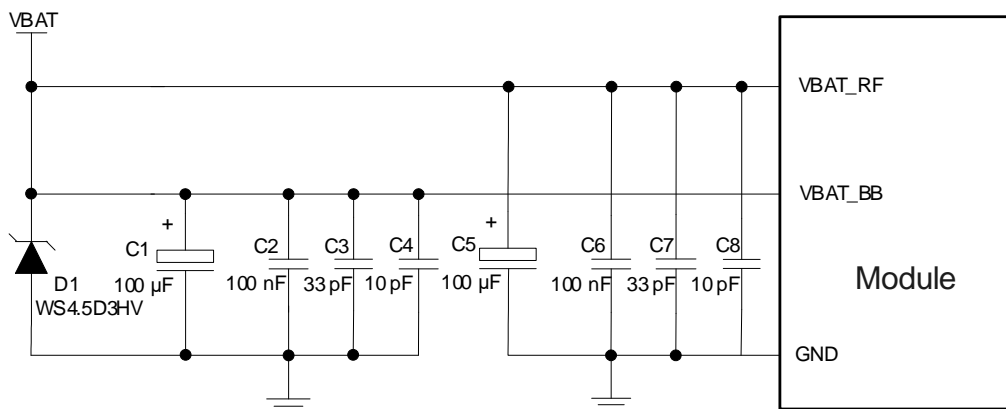 VBAT
VBAT_RF
VBAT_BB
+
C1
100 µF
C2
100 nF
C3
33 pF
C4
10 pF
+
C5
100 µF
C6
100 nF
C7
33 pF
C8
10 pF
D1
WS4.5D3HV
Module
GND